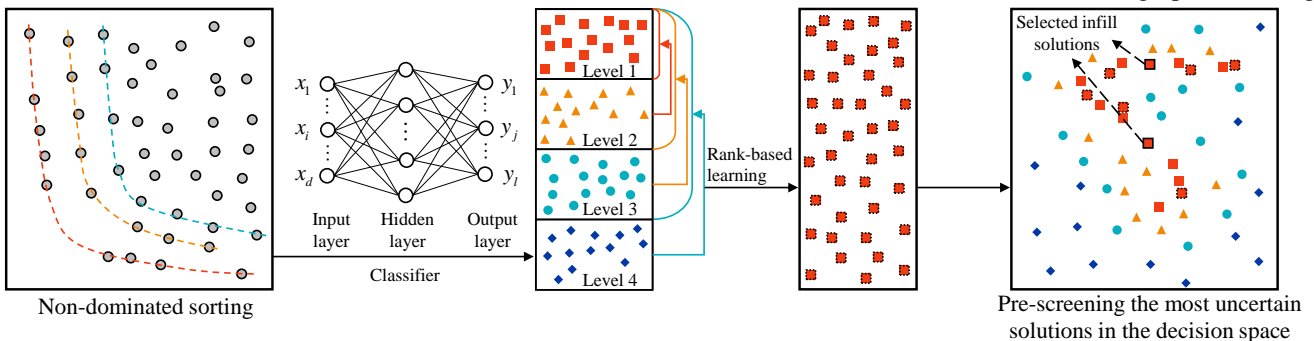 Selected infill
solutions
x1
xi
xd
y1
yj
yl
Input
layer
Hidden
layer
Output
layer
Classifier
Level 1
Level 2
Level 3
Level 4
Rank-based
learning
Non-dominated sorting
Pre-screening the most uncertain
solutions in the decision space